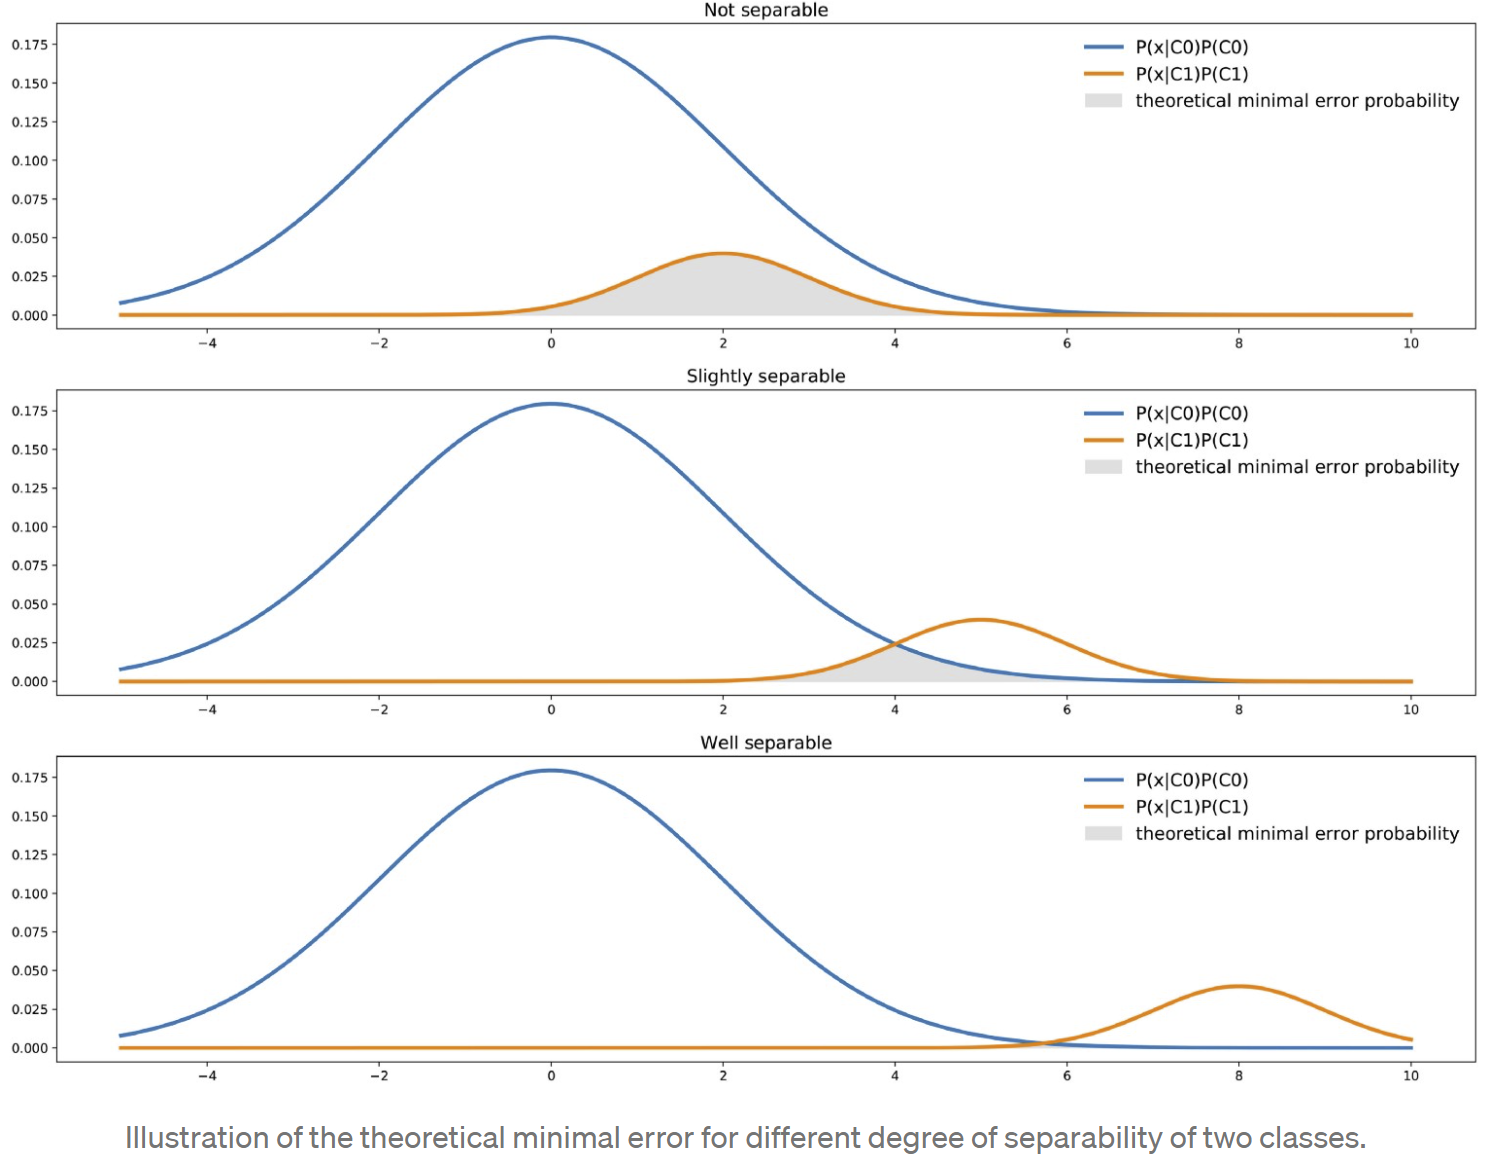 Not separable
0.175
0.150
0.125
0.100
0.075
0.050
0.025
0.000
P(x|C0)P(C0)
P(x|C1)P(C1)
theoretical minimal error probability
−4 −2 0 2 4 6 8 10
Slightly separable
0.175
0.150
0.125
0.100
0.075
0.050
0.025
0.000
P(x|C0)P(C0)
P(x|C1)P(C1)
theoretical minimal error probability
−4 −2 0 2 4 6 8 10
Well separable
0.175
0.150
0.125
0.100
0.075
0.050
0.025
0.000
P(x|C0)P(C0)
P(x|C1)P(C1)
theoretical minimal error probability
−4 −2 0 2 4 6 8 10
Illustration of the theoretical minimal error for different degree of separability of two classes.